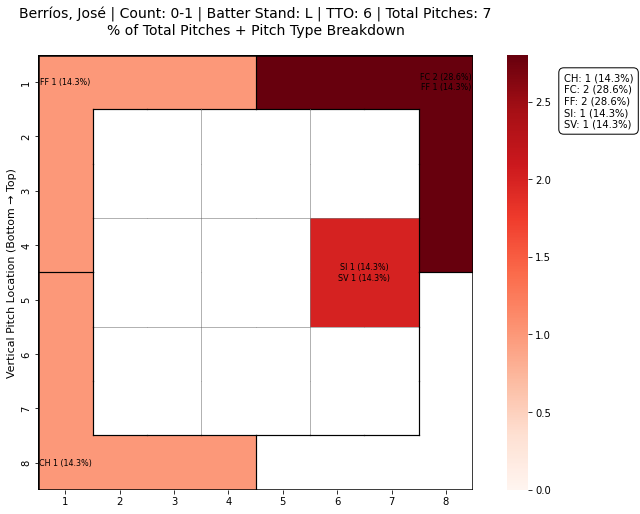 Berríos, José | Count: 0-1 | Batter Stand: L | TTO: 6 | Total Pitches: 7
% of Total Pitches + Pitch Type Breakdown
FF 1 (14.3%)
FC 2 (28.6%)
FF 1 (14.3%)
SI 1 (14.3%)
SV 1 (14.3%)
CH 1 (14.3%)
Vertical Pitch Location (Bottom → Top)
1
2
3
4
5
6
7
8
1 2 3 4 5 6 7 8
2.5
2.0
1.5
1.0
0.5
0.0
CH: 1 (14.3%)
FC: 2 (28.6%)
FF: 2 (28.6%)
SI: 1 (14.3%)
SV: 1 (14.3%)